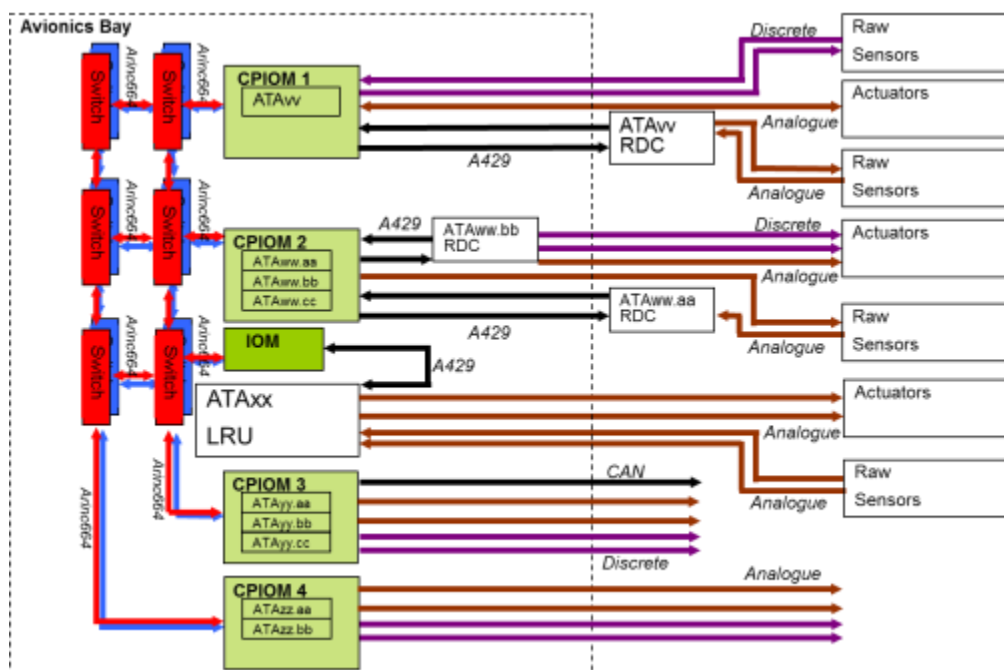 Avionics Bay
Discrete
Raw
Sensors
Switch
Arinc664
Switch
Arinc664
CPIOM 1
ATAvv
Actuators
Analogue
ATAvv
RDC
A429
Raw
Sensors
Analogue
Switch
Arinc664
Switch
Arinc664
CPIOM 2
ATAww.aa
ATAww.bb
ATAww.cc
A429
ATAww.bb
RDC
Discrete
Actuators
Analogue
ATAww.aa
RDC
A429
Raw
Sensors
Analogue
Switch
Arinc664
Switch
Arinc664
IOM
A429
ATAxx
LRU
Actuators
Analogue
Raw
Sensors
Analogue
Arinc664
Arinc664
CPIOM 3
ATAyy.aa
ATAyy.bb
ATAyy.cc
CAN
Discrete
CPIOM 4
ATAzz.aa
ATAzz.bb
Analogue